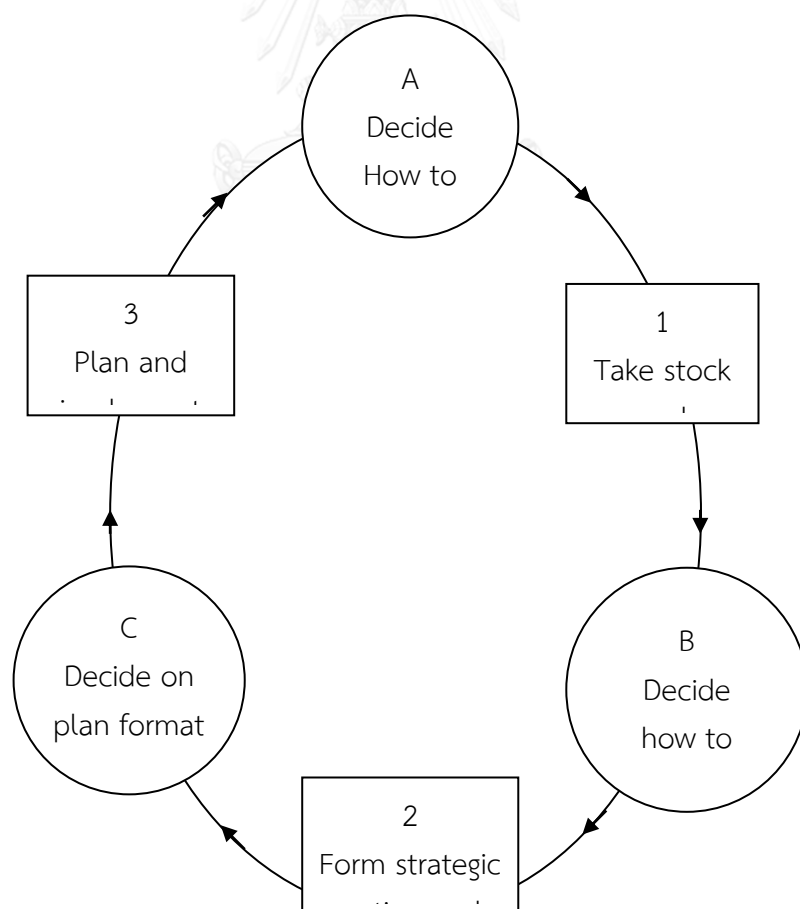 A
Decide
How to
3
Plan and
1
Take stock
C
Decide on
plan format
B
Decide
how to
2
Form strategic